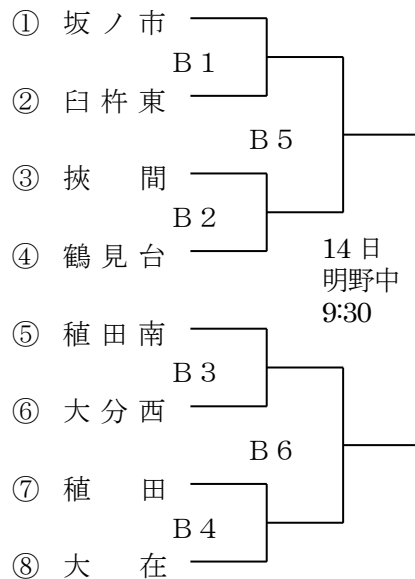 ① 坂ノ市
B1
② 臼杵東
B5
③ 挾間
B2
④ 鶴見台
14日
明野中
9:30
⑤ 稙田南
B3
⑥ 大分西
B6
⑦ 稙田
B4
⑧ 大在